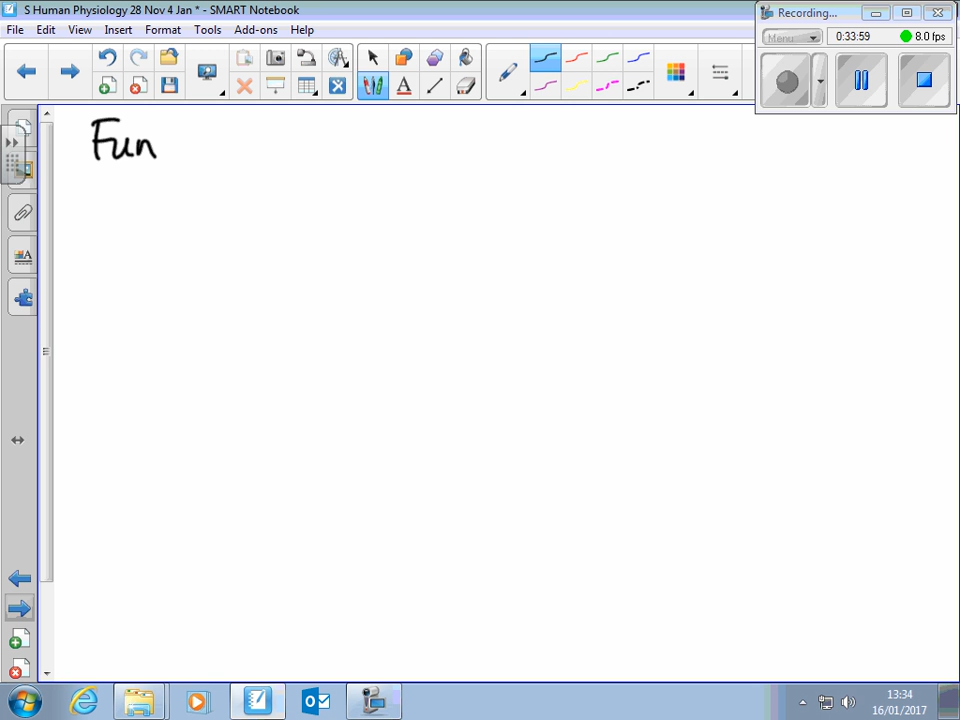 S Human Physiology 28 Nov 4 Jan * - SMART Notebook
Recording...
File Edit View Insert Format Tools Add-ons Help
Menu
0:33:59
8.0 fps
Fun
13:34
16/01/2017